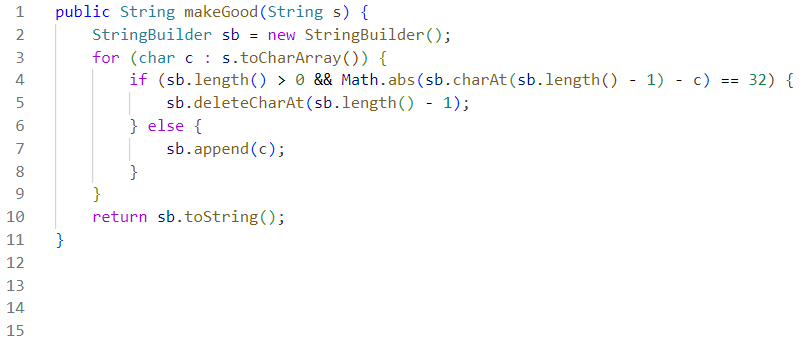 1 public String makeGood(String s) {
2     StringBuilder sb = new StringBuilder();
3     for (char c : s.toCharArray()) {
4         if (sb.length() > 0 && Math.abs(sb.charAt(sb.length() - 1) - c) == 32) {
5             sb.deleteCharAt(sb.length() - 1);
6         } else {
7             sb.append(c);
8         }
9     }
10     return sb.toString();
11 }
12
13
14
15